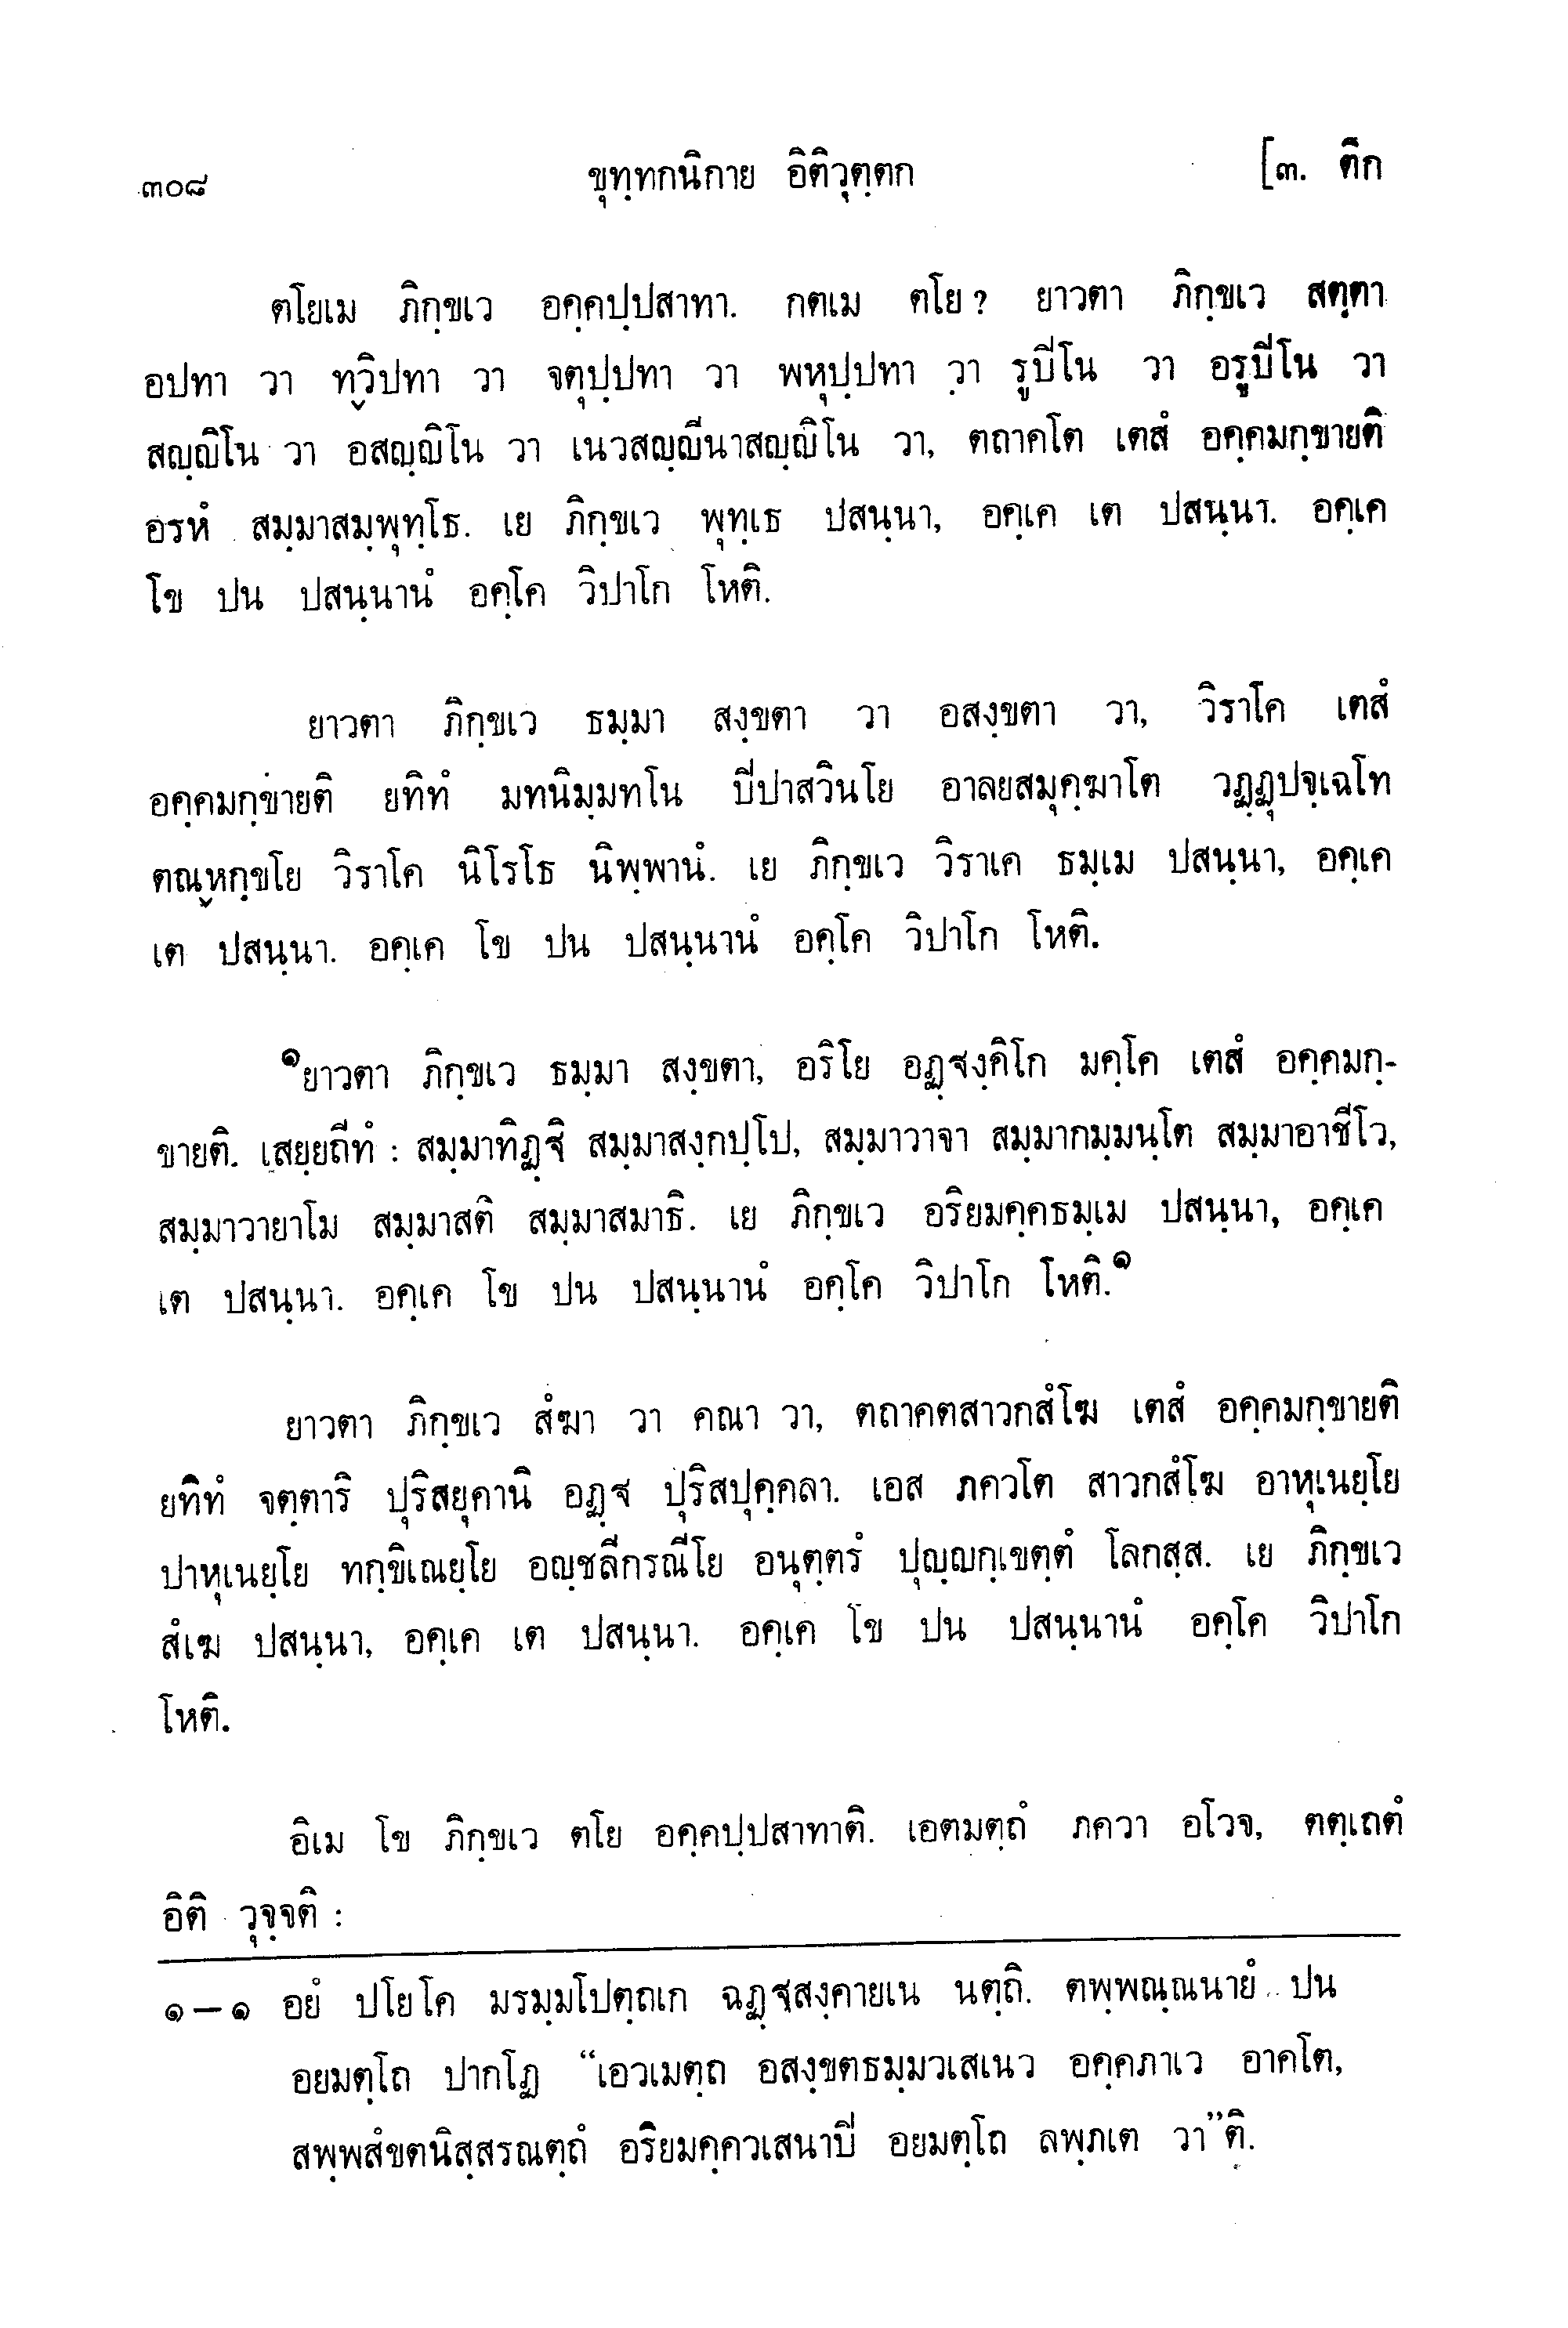 ๓๐๘ ขุทฺทกนิกาย อิติวุตฺตก [๓. ติก
ตโยเม ภิกฺขเว อคฺคปฺปสาทา. กตเม ตโย? ยาวตา ภิกฺขเว สตฺตา
อปทา วา ทฺวิปทา วา จตุปฺปทา วา พหุปฺปทา วา รูปิโน วา อรูปิโน วา
สญฺญิโน วา อสญฺญิโน วา เนวสญฺญีนาสญฺญิโน วา, ตถาคโต เตสํ อคฺคมกฺขายติ
อรหํ สมฺมาสมฺพุทฺโธ. เย ภิกฺขเว พุทฺเธ ปสนฺนา, อคฺเค เต ปสนฺนา. อคฺเค
โข ปน ปสนฺนานํ อคฺโค วิปาโก โหติ.
ยาวตา ภิกฺขเว ธมฺมา สงฺขตา วา อสงฺขตา วา, วิราโค เตสํ
อคฺคมกฺขายติ ยทิทํ มทนิมฺมทโน ปิปาสวินโย อาลยสมุคฺฆาโต วฏฺฏุปจฺเฉโท
ตณฺหกฺขโย วิราโค นิโรโธ นิพฺพานํ. เย ภิกฺขเว วิราเค ธมฺเม ปสนฺนา, อคฺเค
เต ปสนฺนา. อคฺเค โข ปน ปสนฺนานํ อคฺโค วิปาโก โหติ.
๑ยาวตา ภิกฺขเว ธมฺมา สงฺขตา, อริโย อฏฺฐงฺคิโก มคฺโค เตสํ อคฺคมกฺ-
ขายติ. เสยฺยถีทํ : สมฺมาทิฏฺฐิ สมฺมาสงฺกปฺโป, สมฺมาวาจา สมฺมากมฺมนฺโต สมฺมาอาชีโว,
สมฺมาวายาโม สมฺมาสติ สมฺมาสมาธิ. เย ภิกฺขเว อริยมคฺคธมฺเม ปสนฺนา, อคฺเค
เต ปสนฺนา. อคฺเค โข ปน ปสนฺนานํ อคฺโค วิปาโก โหติ.๑
ยาวตา ภิกฺขเว สํฆา วา คณา วา, ตถาคตสาวกสํโฆ เตสํ อคฺคมกฺขายติ
ยทิทํ จตฺตาริ ปุริสยุคานิ อฏฺฐ ปุริสปุคฺคลา. เอส ภควโต สาวกสํโฆ อาหุเนยฺโย
ปาหุเนยฺโย ทกฺขิเณยฺโย อญฺชลีกรณีโย อนุตฺตรํ ปุญฺญกฺเขตฺตํ โลกสฺส. เย ภิกฺขเว
สํเฆ ปสนฺนา, อคฺเค เต ปสนฺนา. อคฺเค โข ปน ปสนฺนานํ อคฺโค วิปาโก
โหติ.
อิเม โข ภิกฺขเว ตโย อคฺคปฺปสาทาติ. เอตมตฺถํ ภควา อโวจ, ตตฺเถตํ
อิติ วุจฺจติ :
๑–๑ อยํ ปโยโค มรมฺมโปตฺถเก ฉฏฺฐสงฺคายเน นตฺถิ. ตพฺพณฺณนายํ ปน
อยมตฺโถ ปากโฏ “เอวเมตฺถ อสงฺขตธมฺมวเสเนว อคฺคภาเว อาคโต,
สพฺพสํขตนิสฺสรณตฺถํ อริยมคฺควเสนาปิ อยมตฺโถ ลพฺภเต วา”ติ.